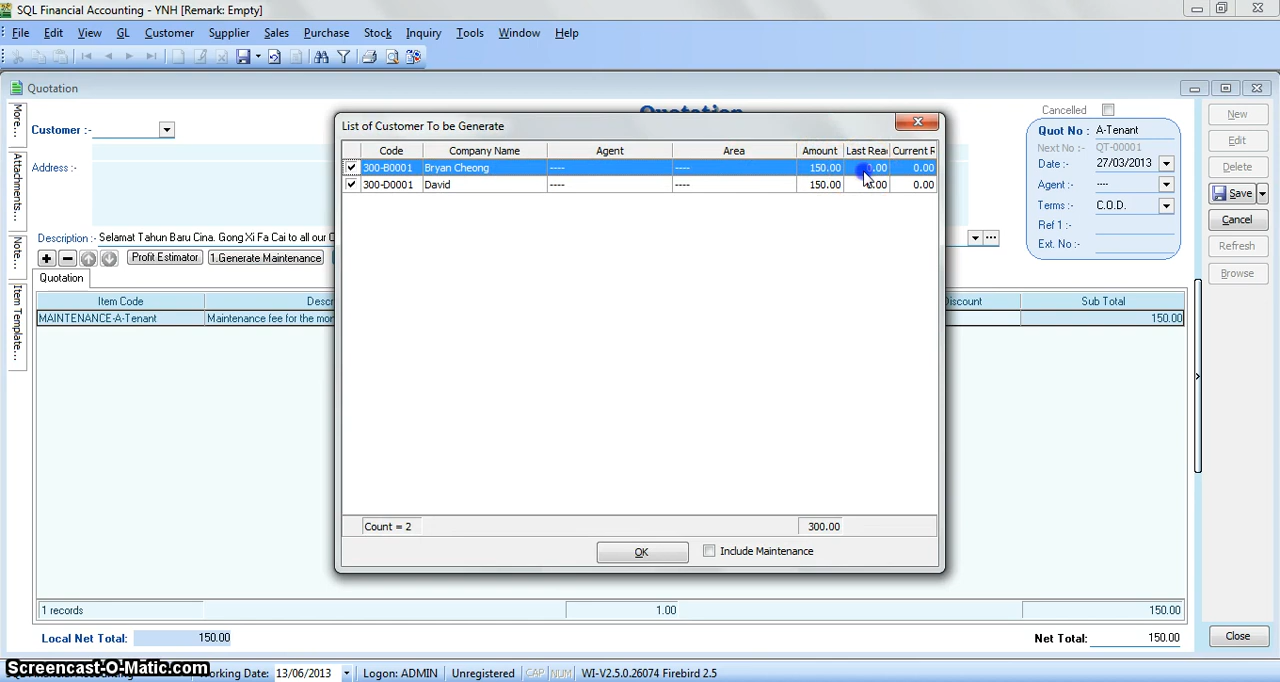 SQL Financial Accounting - YNH [Remark: Empty]
File Edit View GL Customer Supplier Sales Purchase Stock Inquiry Tools Window Help
Quotation
Quotation
More...
Attachments...
Note...
Item Template...
Customer :-
Address :-
Description :- Selamat Tahun Baru Cina. Gong Xi Fa Cai to all our C
Profit Estimator 1.Generate Maintenance
Quotation
Item Code Descr Discount Sub Total
MAINTENANCE-A-Tenant Maintenance fee for the mon 150.00
List of Customer To be Generate
Code Company Name Agent Area Amount Last Read Current R
300-B0001 Bryan Cheong ---- ---- 150.00 0.00 0.00
300-D0001 David ---- ---- 150.00 0.00 0.00
Count = 2 300.00
OK Include Maintenance
Cancelled
Quot No : A-Tenant
Next No : QT-00001
Date : 27/03/2013
Agent : ----
Terms : C.O.D.
Ref 1 :
Ext. No :
New
Edit
Delete
Save
Cancel
Refresh
Browse
1 records 1.00 150.00
Local Net Total: 150.00 Net Total: 150.00
Close
Screencast-O-Matic.com
Working Date: 13/06/2013 Logon: ADMIN Unregistered CAP NUM WI-V2.5.0.26074 Firebird 2.5